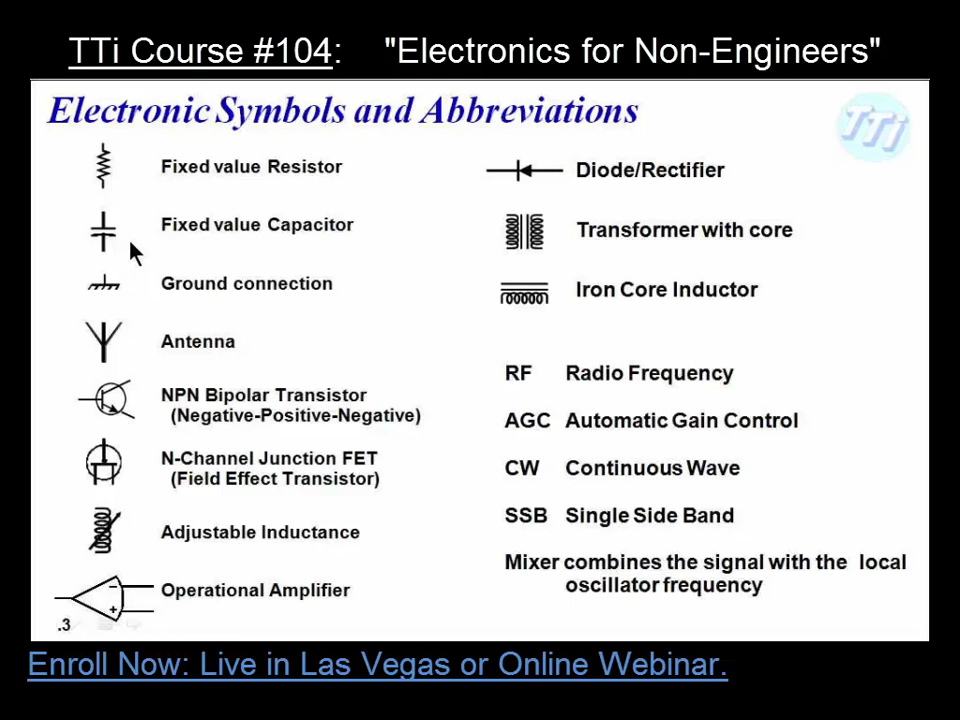 TTi Course #104: "Electronics for Non-Engineers"
Electronic Symbols and Abbreviations
TTi
Fixed value Resistor
Fixed value Capacitor
Ground connection
Antenna
NPN Bipolar Transistor
(Negative-Positive-Negative)
N-Channel Junction FET
(Field Effect Transistor)
Adjustable Inductance
Operational Amplifier
− 
+
.3
Diode/Rectifier
Transformer with core
Iron Core Inductor
RF Radio Frequency
AGC Automatic Gain Control
CW Continuous Wave
SSB Single Side Band
Mixer combines the signal with the local
oscillator frequency
Enroll Now: Live in Las Vegas or Online Webinar.